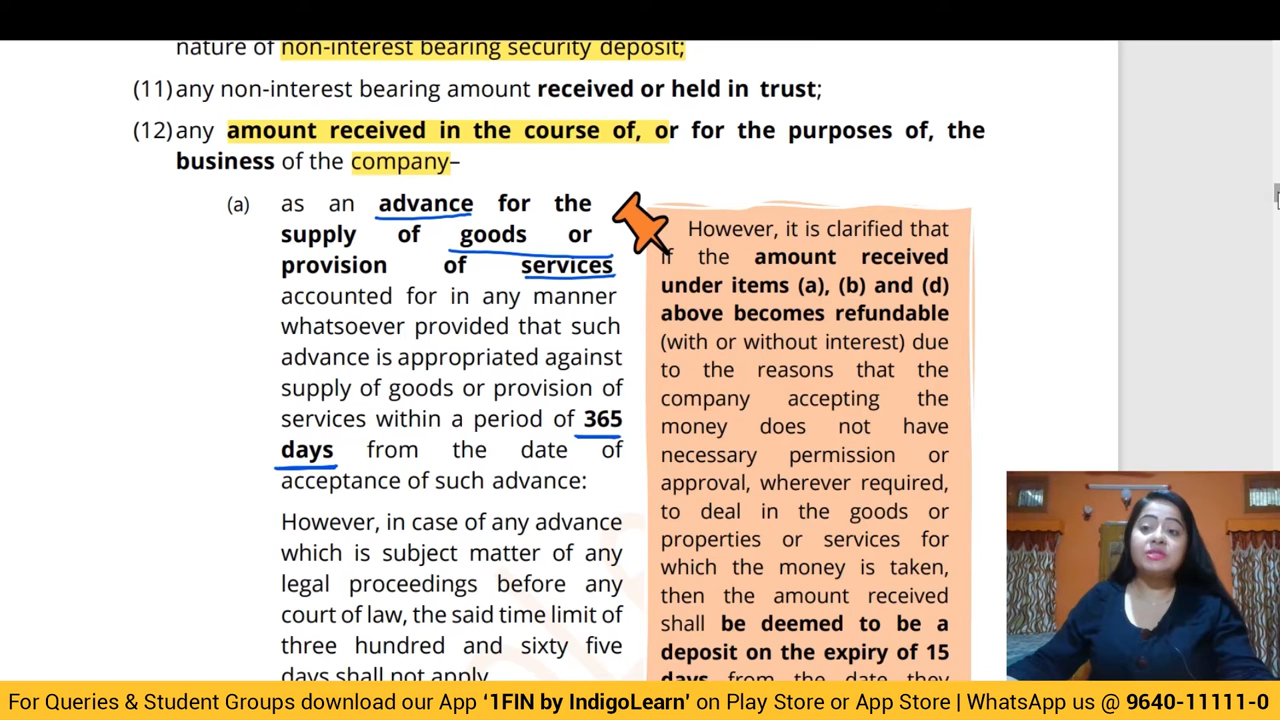 nature of non-interest bearing security deposit;
(11) any non-interest bearing amount received or held in trust;
(12) any amount received in the course of, or for the purposes of, the
business of the company–
(a) as an advance for the
supply of goods or
provision of services
accounted for in any manner
whatsoever provided that such
advance is appropriated against
supply of goods or provision of
services within a period of 365
days from the date of
acceptance of such advance:
However, in case of any advance
which is subject matter of any
legal proceedings before any
court of law, the said time limit of
three hundred and sixty five
days shall not apply
However, it is clarified that
if the amount received
under items (a), (b) and (d)
above becomes refundable
(with or without interest) due
to the reasons that the
company accepting the
money does not have
necessary permission or
approval, wherever required,
to deal in the goods or
properties or services for
which the money is taken,
then the amount received
shall be deemed to be a
deposit on the expiry of 15
days from the date they
For Queries & Student Groups download our App ‘1FIN by IndigoLearn’ on Play Store or App Store | WhatsApp us @ 9640-11111-0